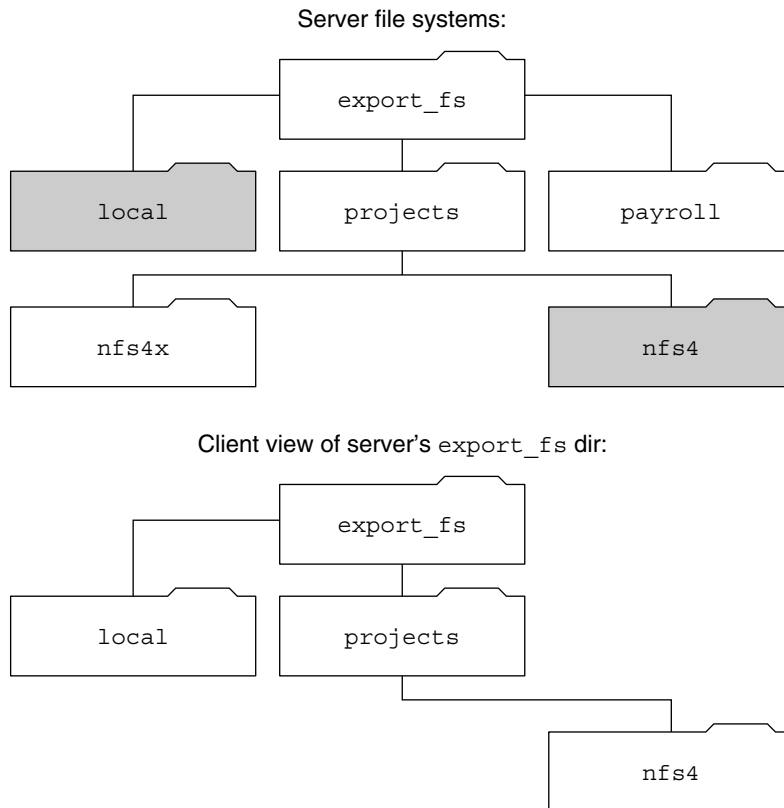 Server file systems:
export_fs
local
projects
payroll
nfs4x
nfs4
Client view of server’s export_fs dir:
export_fs
local
projects
nfs4